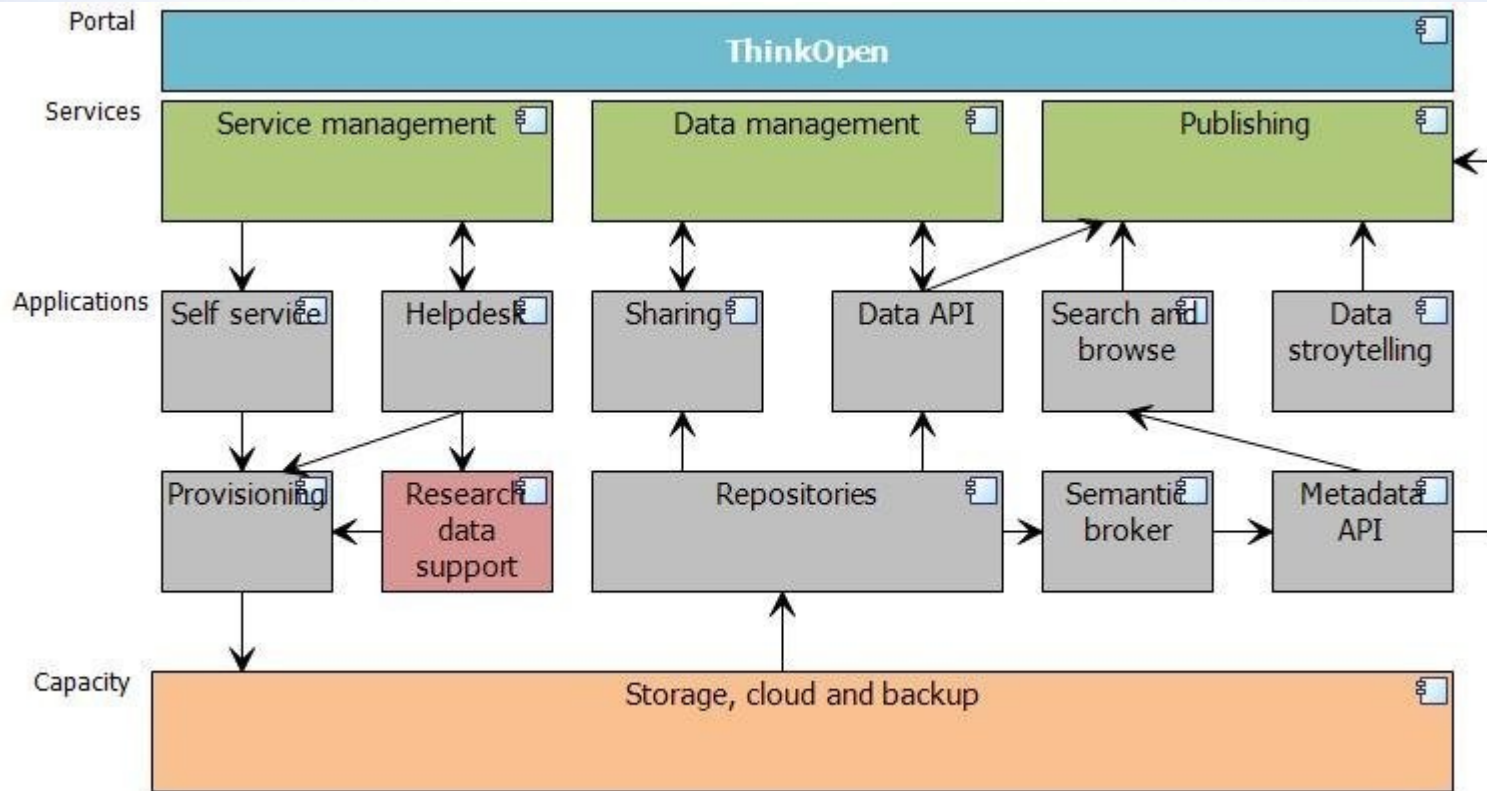 Portal
ThinkOpen
Services
Service management
Data management
Publishing
Applications
Self service
Helpdesk
Sharing
Data API
Search and
browse
Data
stroytelling
Provisioning
Research
data
support
Repositories
Semantic
broker
Metadata
API
Capacity
Storage, cloud and backup